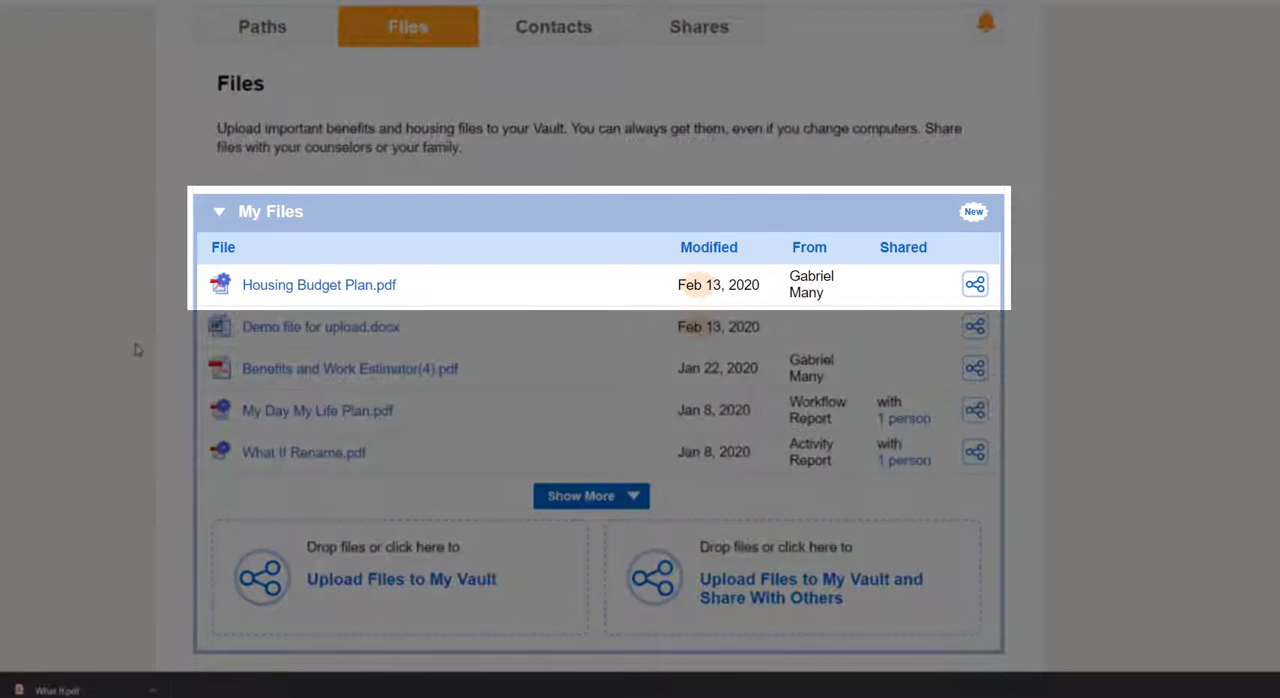 Paths Files Contacts Shares
Files
Upload important benefits and housing files to your Vault. You can always get them, even if you change computers. Share
files with your counselors or your family.
My Files New
File Modified From Shared
Housing Budget Plan.pdf Feb 13, 2020 Gabriel
Many
Demo file for upload.docx Feb 13, 2020
Benefits and Work Estimator(4).pdf Jan 22, 2020 Gabriel
Many
My Day My Life Plan.pdf Jan 8, 2020 Workflow with
Report 1 person
What If Rename.pdf Jan 8, 2020 Activity with
Report 1 person
Show More
Drop files or click here to
Upload Files to My Vault
Drop files or click here to
Upload Files to My Vault and
Share With Others
What If.pdf